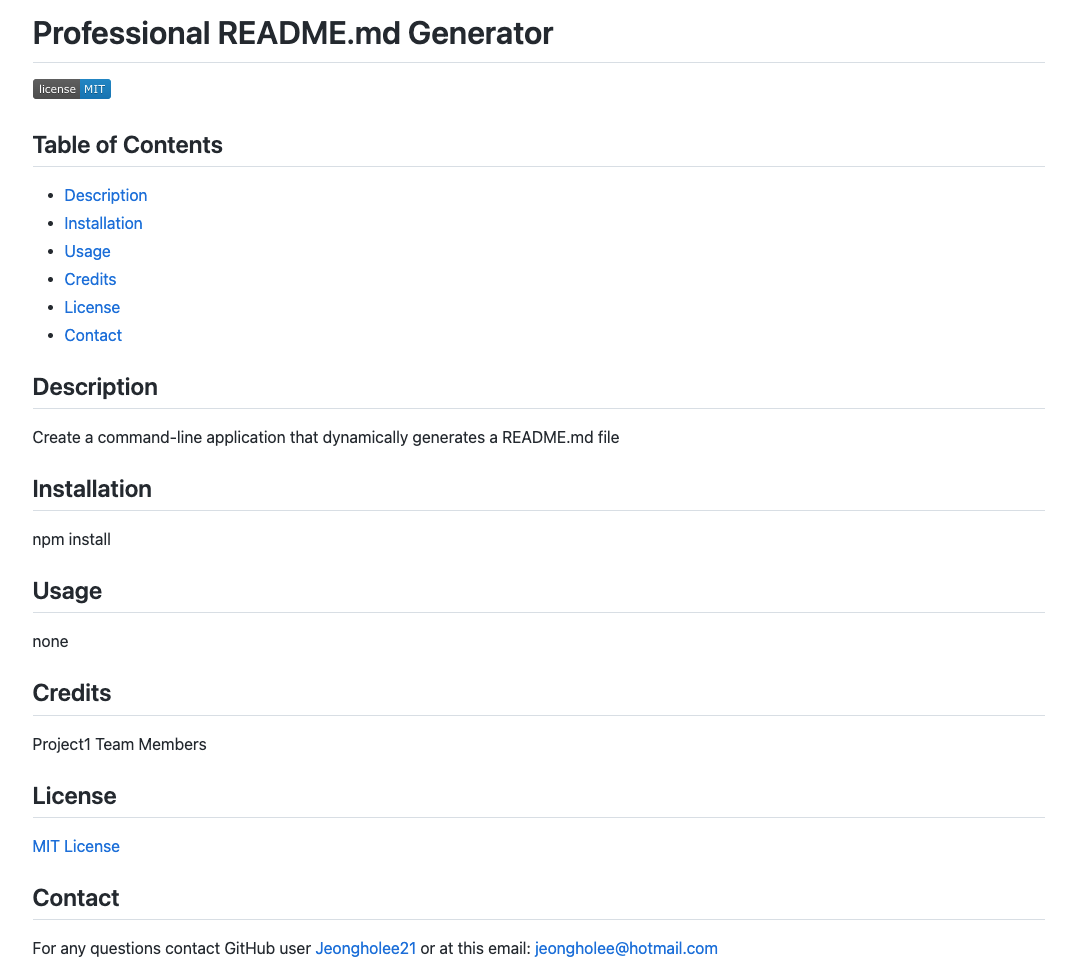 Professional README.md Generator
license MIT
Table of Contents
Description
Installation
Usage
Credits
License
Contact
Description
Create a command-line application that dynamically generates a README.md file
Installation
npm install
Usage
none
Credits
Project1 Team Members
License
MIT License
Contact
For any questions contact GitHub user Jeongholee21 or at this email: jeongholee@hotmail.com